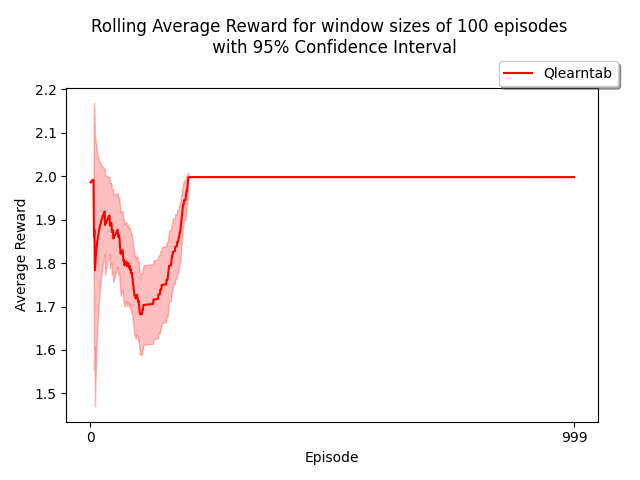 Rolling Average Reward for window sizes of 100 episodes
with 95% Confidence Interval
Qlearntab
2.2
2.1
2.0
1.9
1.8
1.7
1.6
1.5
Average Reward
0
999
Episode